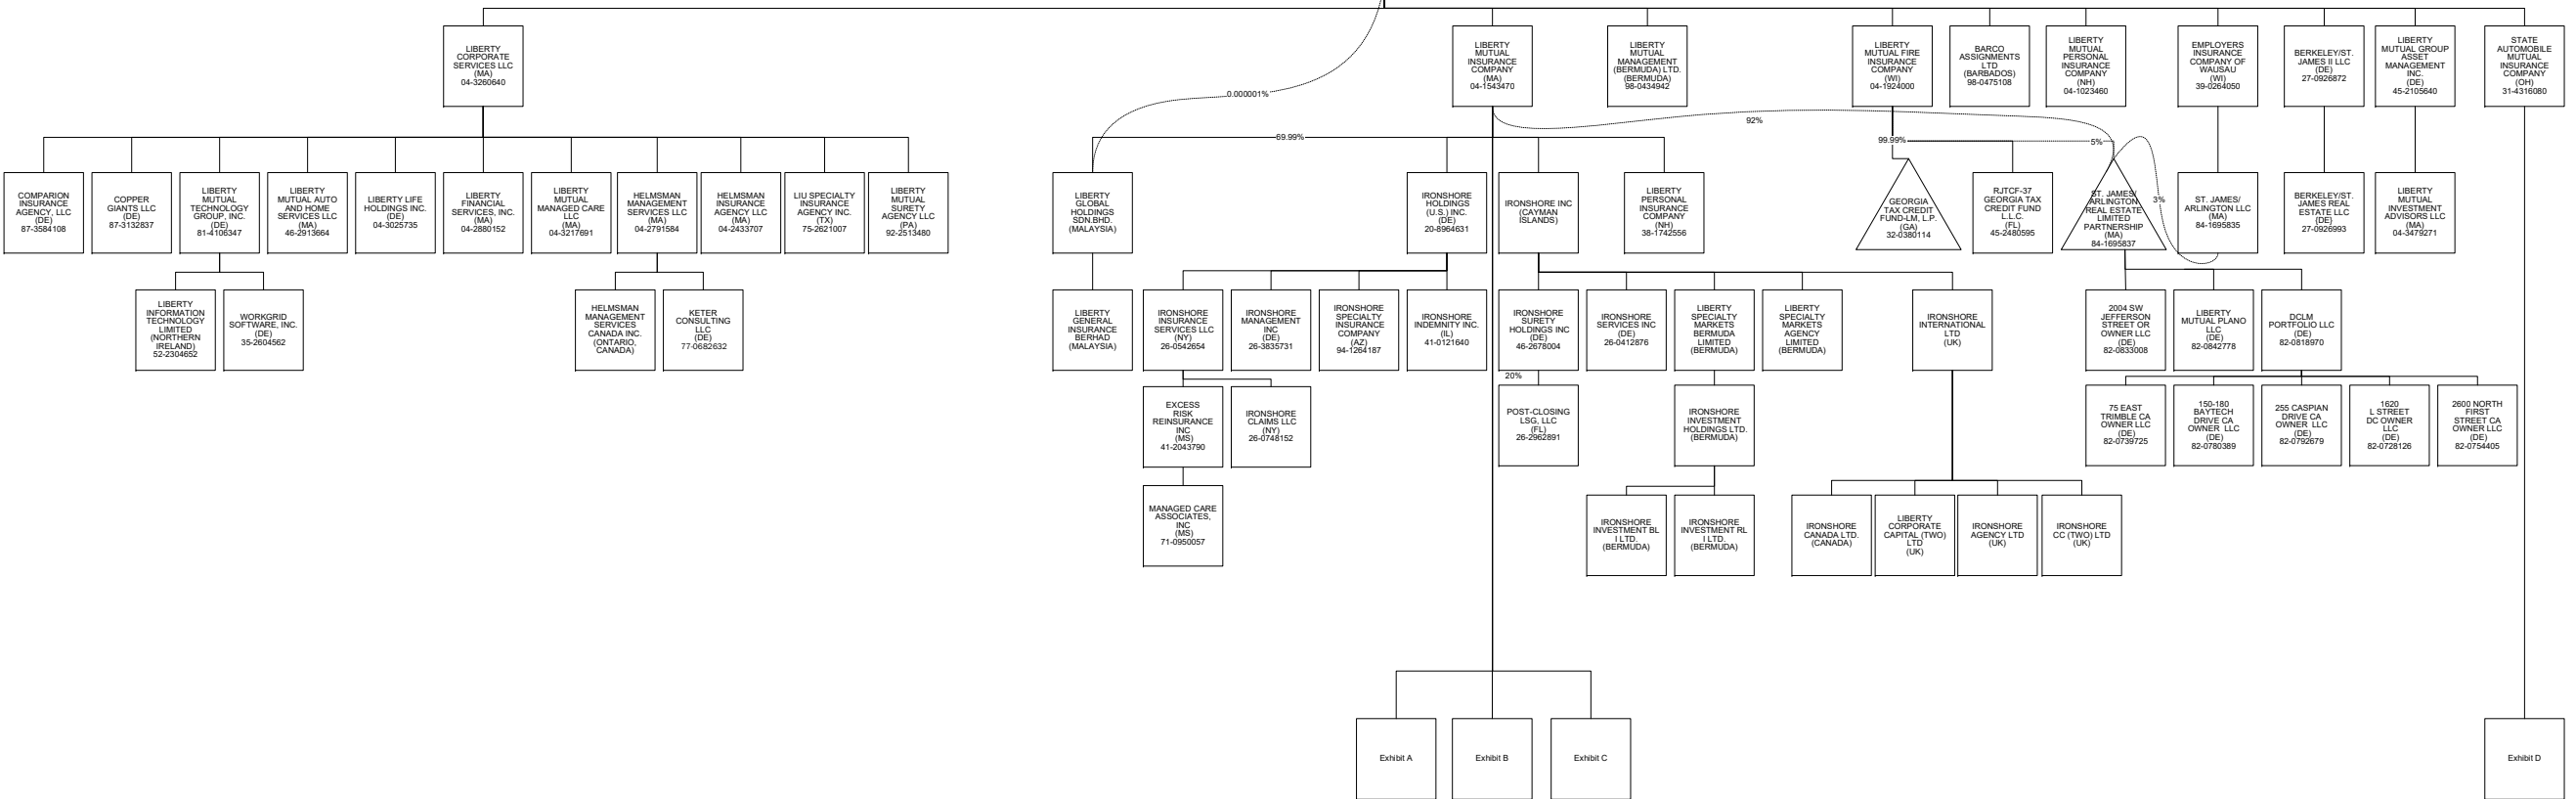 LIBERTY
CORPORATE
SERVICES LLC
(MA)
04-3260640
LIBERTY
MUTUAL
INSURANCE
COMPANY
(MA)
04-1543470
LIBERTY
MUTUAL
MANAGEMENT
(BERMUDA) LTD.
(BERMUDA)
98-0434942
LIBERTY
MUTUAL FIRE
INSURANCE
COMPANY
(WI)
04-1924000
BARCO
ASSIGNMENTS
LTD
(BARBADOS)
98-0475108
LIBERTY
MUTUAL
PERSONAL
INSURANCE
COMPANY
(NH)
04-1023460
EMPLOYERS
INSURANCE
COMPANY OF
WAUSAU
(WI)
39-0264050
BERKELEY/ST.
JAMES II LLC
(DE)
27-0926872
LIBERTY
MUTUAL GROUP
ASSET
MANAGEMENT
INC.
(DE)
45-2105640
STATE
AUTOMOBILE
MUTUAL
INSURANCE
COMPANY
(OH)
31-4316080
0.000001%
92%
69.99%
99.99%
5%
3%
COMPARION
INSURANCE
AGENCY, LLC
(DE)
87-3584108
COPPER
GIANTS LLC
(DE)
87-3132837
LIBERTY
MUTUAL
TECHNOLOGY
GROUP, INC.
(DE)
81-4106347
LIBERTY
MUTUAL AUTO
AND HOME
SERVICES LLC
(MA)
46-2913664
LIBERTY LIFE
HOLDINGS INC.
(DE)
04-3025735
LIBERTY
FINANCIAL
SERVICES, INC.
(MA)
04-2880152
LIBERTY
MUTUAL
MANAGED CARE
LLC
(MA)
04-3217691
HELMSMAN
MANAGEMENT
SERVICES LLC
(MA)
04-2791584
HELMSMAN
INSURANCE
AGENCY LLC
(MA)
04-2433707
LIU SPECIALTY
INSURANCE
AGENCY INC.
(TX)
75-2621007
LIBERTY
MUTUAL
SURETY
AGENCY LLC
(PA)
92-2513480
LIBERTY
GLOBAL
HOLDINGS
SDN.BHD.
(MALAYSIA)
IRONSHORE
HOLDINGS
(U.S.) INC.
(DE)
20-8964631
IRONSHORE INC
(CAYMAN
ISLANDS)
LIBERTY
PERSONAL
INSURANCE
COMPANY
(NH)
38-1742556
GEORGIA
TAX CREDIT
FUND-LM, L.P.
(GA)
32-0380114
RJTCF-37
GEORGIA TAX
CREDIT FUND
L.L.C.
(FL)
45-2480595
ST. JAMES/
ARLINGTON
REAL ESTATE
LIMITED
PARTNERSHIP
(MA)
84-1695837
ST. JAMES/
ARLINGTON LLC
(MA)
84-1695835
BERKELEY/ST.
JAMES REAL
ESTATE LLC
(DE)
27-0926993
LIBERTY
MUTUAL
INVESTMENT
ADVISORS LLC
(MA)
04-3479271
LIBERTY
INFORMATION
TECHNOLOGY
LIMITED
(NORTHERN
IRELAND)
52-2304652
WORKGRID
SOFTWARE, INC.
(DE)
35-2604562
HELMSMAN
MANAGEMENT
SERVICES
CANADA INC.
(ONTARIO,
CANADA)
KETER
CONSULTING
LLC
(DE)
77-0682632
LIBERTY
GENERAL
INSURANCE
BERHAD
(MALAYSIA)
IRONSHORE
INSURANCE
SERVICES LLC
(NY)
26-0542654
IRONSHORE
MANAGEMENT
INC
(DE)
26-3835731
IRONSHORE
SPECIALTY
INSURANCE
COMPANY
(AZ)
94-1264187
IRONSHORE
INDEMNITY INC.
(IL)
41-0121640
IRONSHORE
SURETY
HOLDINGS INC
(DE)
46-2678004
IRONSHORE
SERVICES INC
(DE)
26-0412876
LIBERTY
SPECIALTY
MARKETS
BERMUDA
LIMITED
(BERMUDA)
LIBERTY
SPECIALTY
MARKETS
AGENCY
LIMITED
(BERMUDA)
IRONSHORE
INTERNATIONAL
LTD
(UK)
2004 SW
JEFFERSON
STREET OR
OWNER LLC
(DE)
82-0833008
LIBERTY
MUTUAL PLANO
LLC
(DE)
82-0842778
DCLM
PORTFOLIO LLC
(DE)
82-0818970
20%
EXCESS
RISK
REINSURANCE
INC
(MS)
41-2043790
IRONSHORE
CLAIMS LLC
(NY)
26-0748152
POST-CLOSING
LSG, LLC
(FL)
26-2962891
IRONSHORE
INVESTMENT
HOLDINGS LTD.
(BERMUDA)
75 EAST
TRIMBLE CA
OWNER LLC
(DE)
82-0739725
150-180
BAYTECH
DRIVE CA
OWNER LLC
(DE)
82-0780389
255 CASPIAN
DRIVE CA
OWNER LLC
(DE)
82-0792679
1620
L STREET
DC OWNER
LLC
(DE)
82-0728126
2600 NORTH
FIRST
STREET CA
OWNER LLC
(DE)
82-0754405
MANAGED CARE
ASSOCIATES,
INC
(MS)
71-0950057
IRONSHORE
INVESTMENT BL
I LTD.
(BERMUDA)
IRONSHORE
INVESTMENT RL
I LTD.
(BERMUDA)
IRONSHORE
CANADA LTD.
(CANADA)
LIBERTY
CORPORATE
CAPITAL (TWO)
LTD
(UK)
IRONSHORE
AGENCY LTD
(UK)
IRONSHORE
CC (TWO) LTD
(UK)
Exhibit A
Exhibit B
Exhibit C
Exhibit D